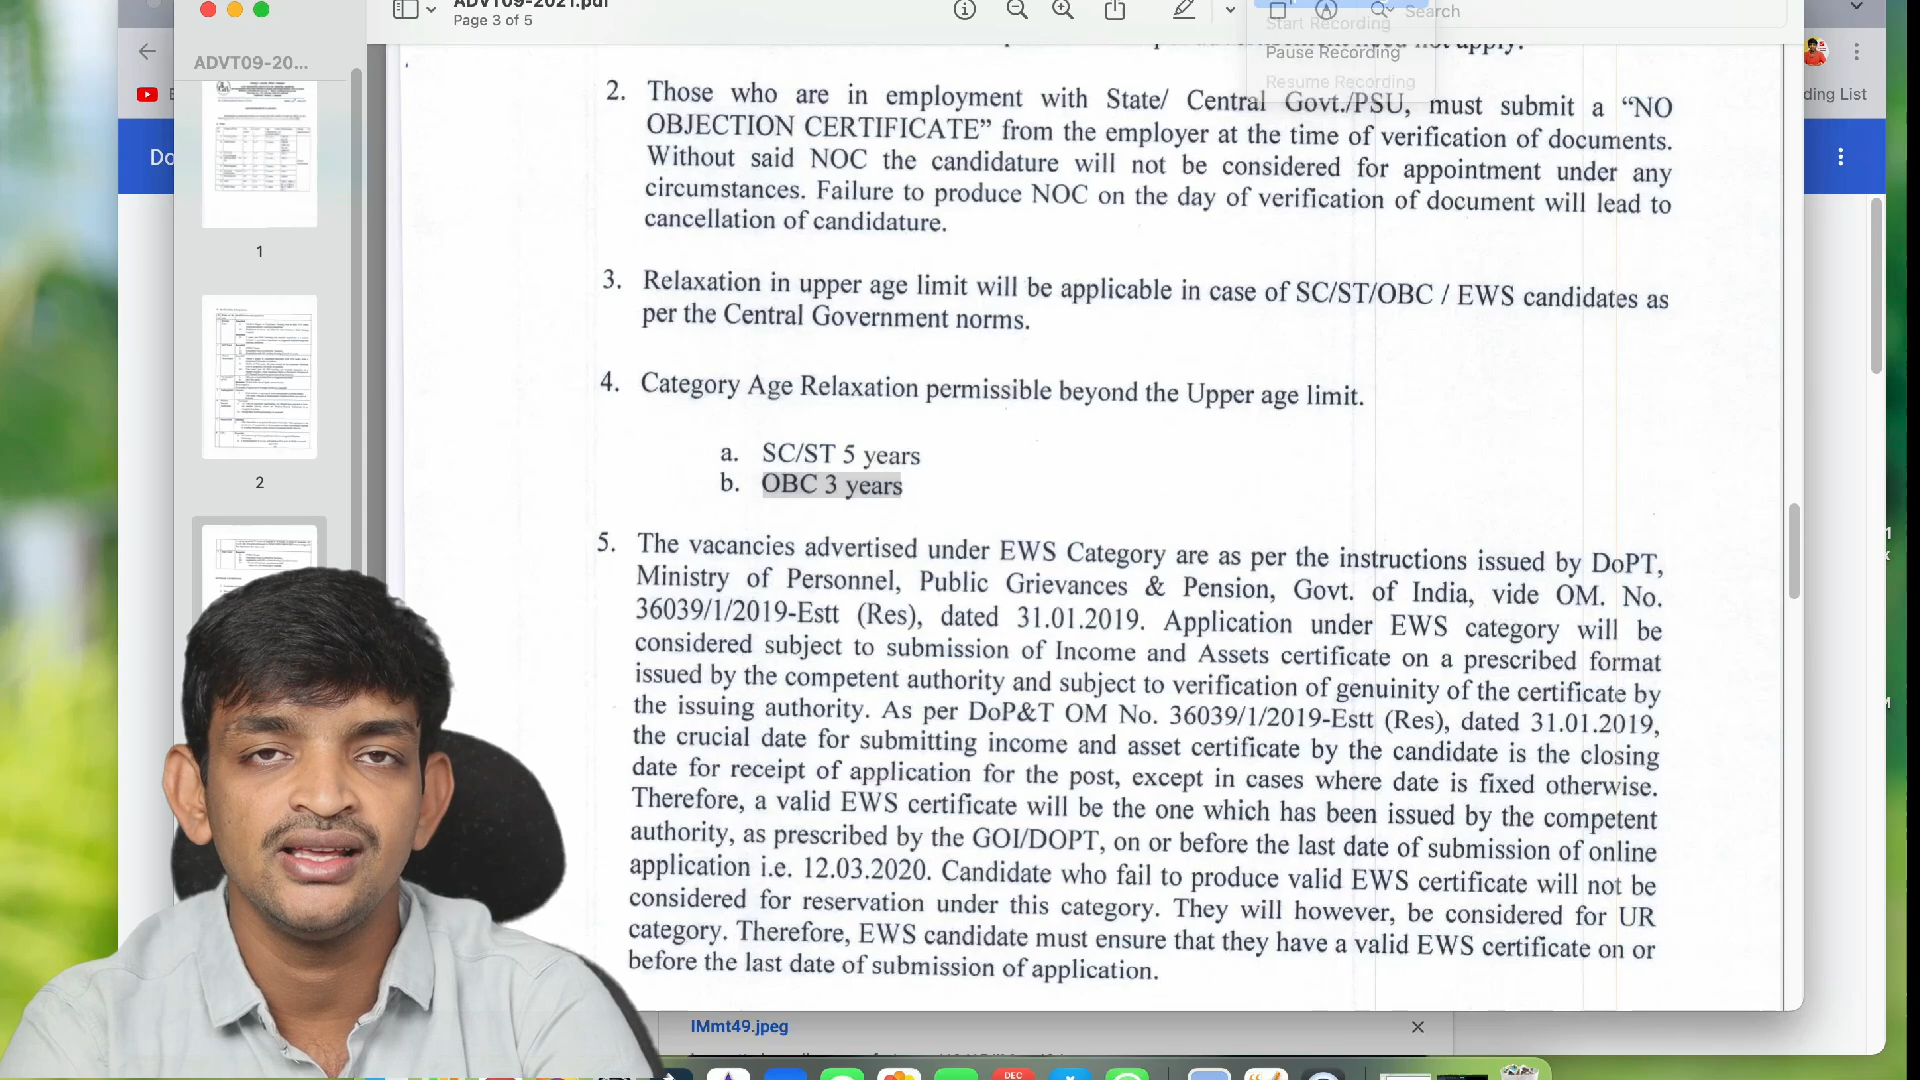 ADVT09-2021.pdf
Page 3 of 5
Search
Start Recording
Pause Recording
Resume Recording
ADVT09-20...
1
2
Do
ding List
need not apply.
2. Those who are in employment with State/ Central Govt./PSU, must submit a “NO
OBJECTION CERTIFICATE” from the employer at the time of verification of documents.
Without said NOC the candidature will not be considered for appointment under any
circumstances. Failure to produce NOC on the day of verification of document will lead to
cancellation of candidature.
3. Relaxation in upper age limit will be applicable in case of SC/ST/OBC / EWS candidates as
per the Central Government norms.
4. Category Age Relaxation permissible beyond the Upper age limit.
a. SC/ST 5 years
b. OBC 3 years
5. The vacancies advertised under EWS Category are as per the instructions issued by DoPT,
Ministry of Personnel, Public Grievances & Pension, Govt. of India, vide OM. No.
36039/1/2019-Estt (Res), dated 31.01.2019. Application under EWS category will be
considered subject to submission of Income and Assets certificate on a prescribed format
issued by the competent authority and subject to verification of genuinity of the certificate by
the issuing authority. As per DoP&T OM No. 36039/1/2019-Estt (Res), dated 31.01.2019,
the crucial date for submitting income and asset certificate by the candidate is the closing
date for receipt of application for the post, except in cases where date is fixed otherwise.
Therefore, a valid EWS certificate will be the one which has been issued by the competent
authority, as prescribed by the GOI/DOPT, on or before the last date of submission of online
application i.e. 12.03.2020. Candidate who fail to produce valid EWS certificate will not be
considered for reservation under this category. They will however, be considered for UR
category. Therefore, EWS candidate must ensure that they have a valid EWS certificate on or
before the last date of submission of application.
IMmt49.jpeg
DEC